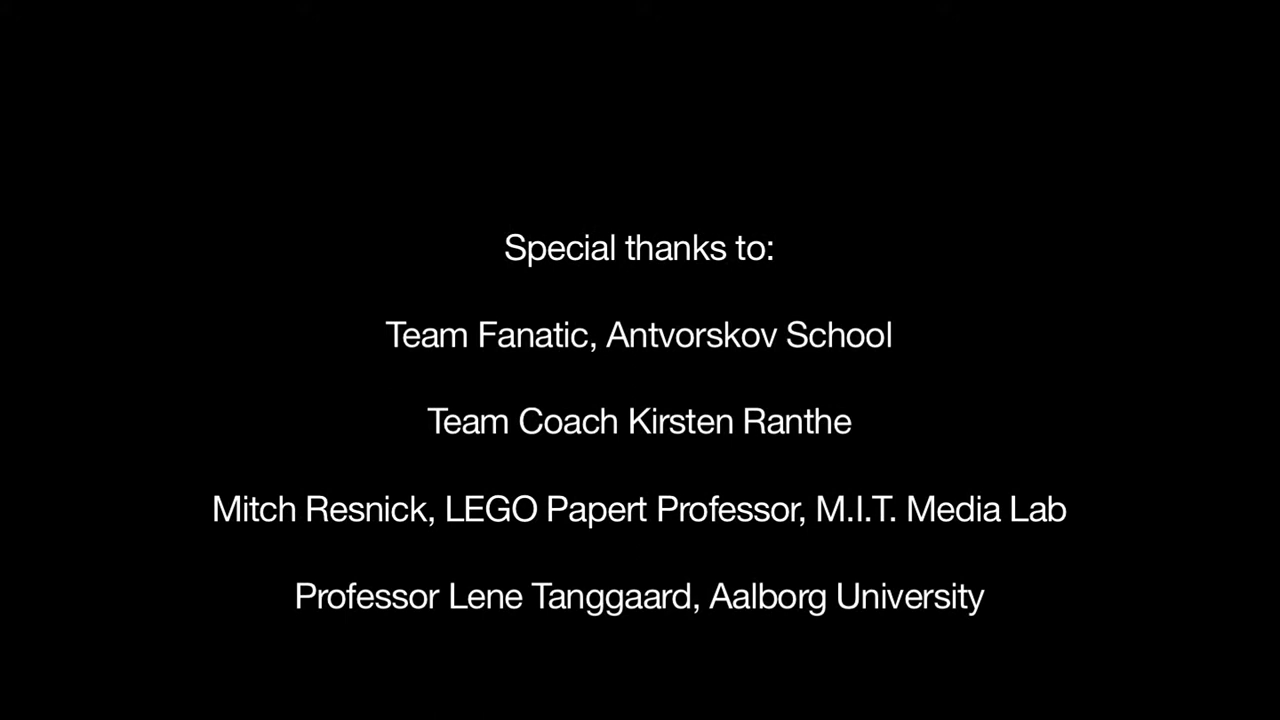 Special thanks to:
Team Fanatic, Antvorskov School
Team Coach Kirsten Ranthe
Mitch Resnick, LEGO Papert Professor, M.I.T. Media Lab
Professor Lene Tanggaard, Aalborg University